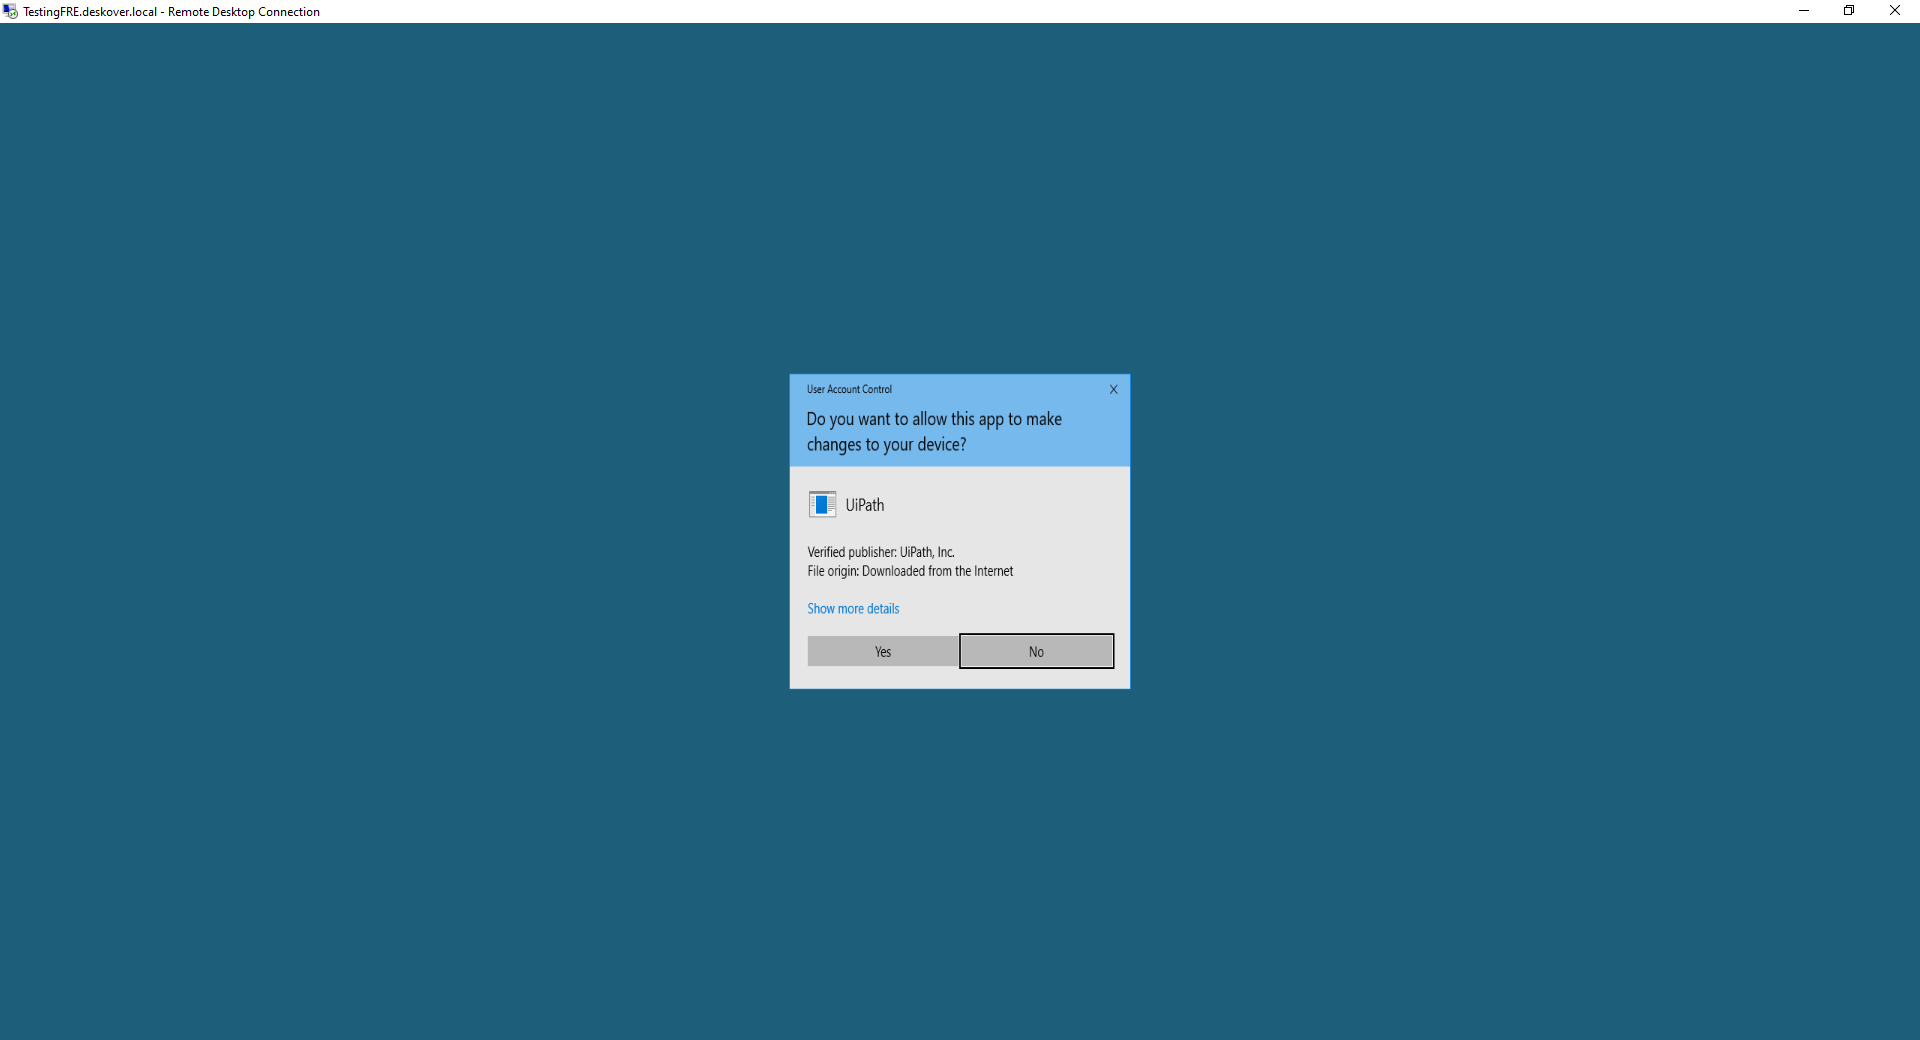 TestingFRE.deskover.local - Remote Desktop Connection
User Account Control
Do you want to allow this app to make
changes to your device?
UiPath
Verified publisher: UiPath, Inc.
File origin: Downloaded from the Internet
Show more details
Yes
No